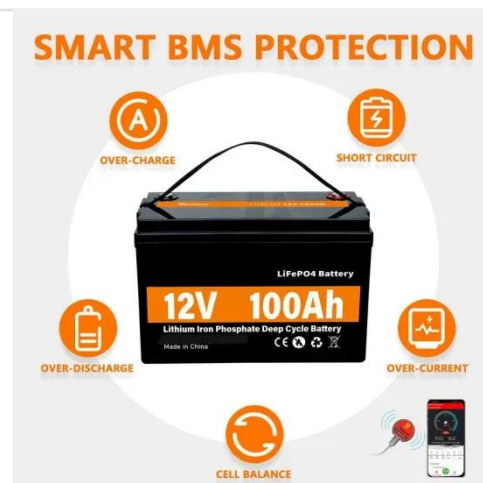 SMART BMS PROTECTION
OVER-CHARGE
SHORT CIRCUIT
LiFePO4 Battery
12V 100Ah
Lithium Iron Phosphate Deep Cycle Battery
Made in China
CE
OVER-DISCHARGE
OVER-CURRENT
CELL BALANCE